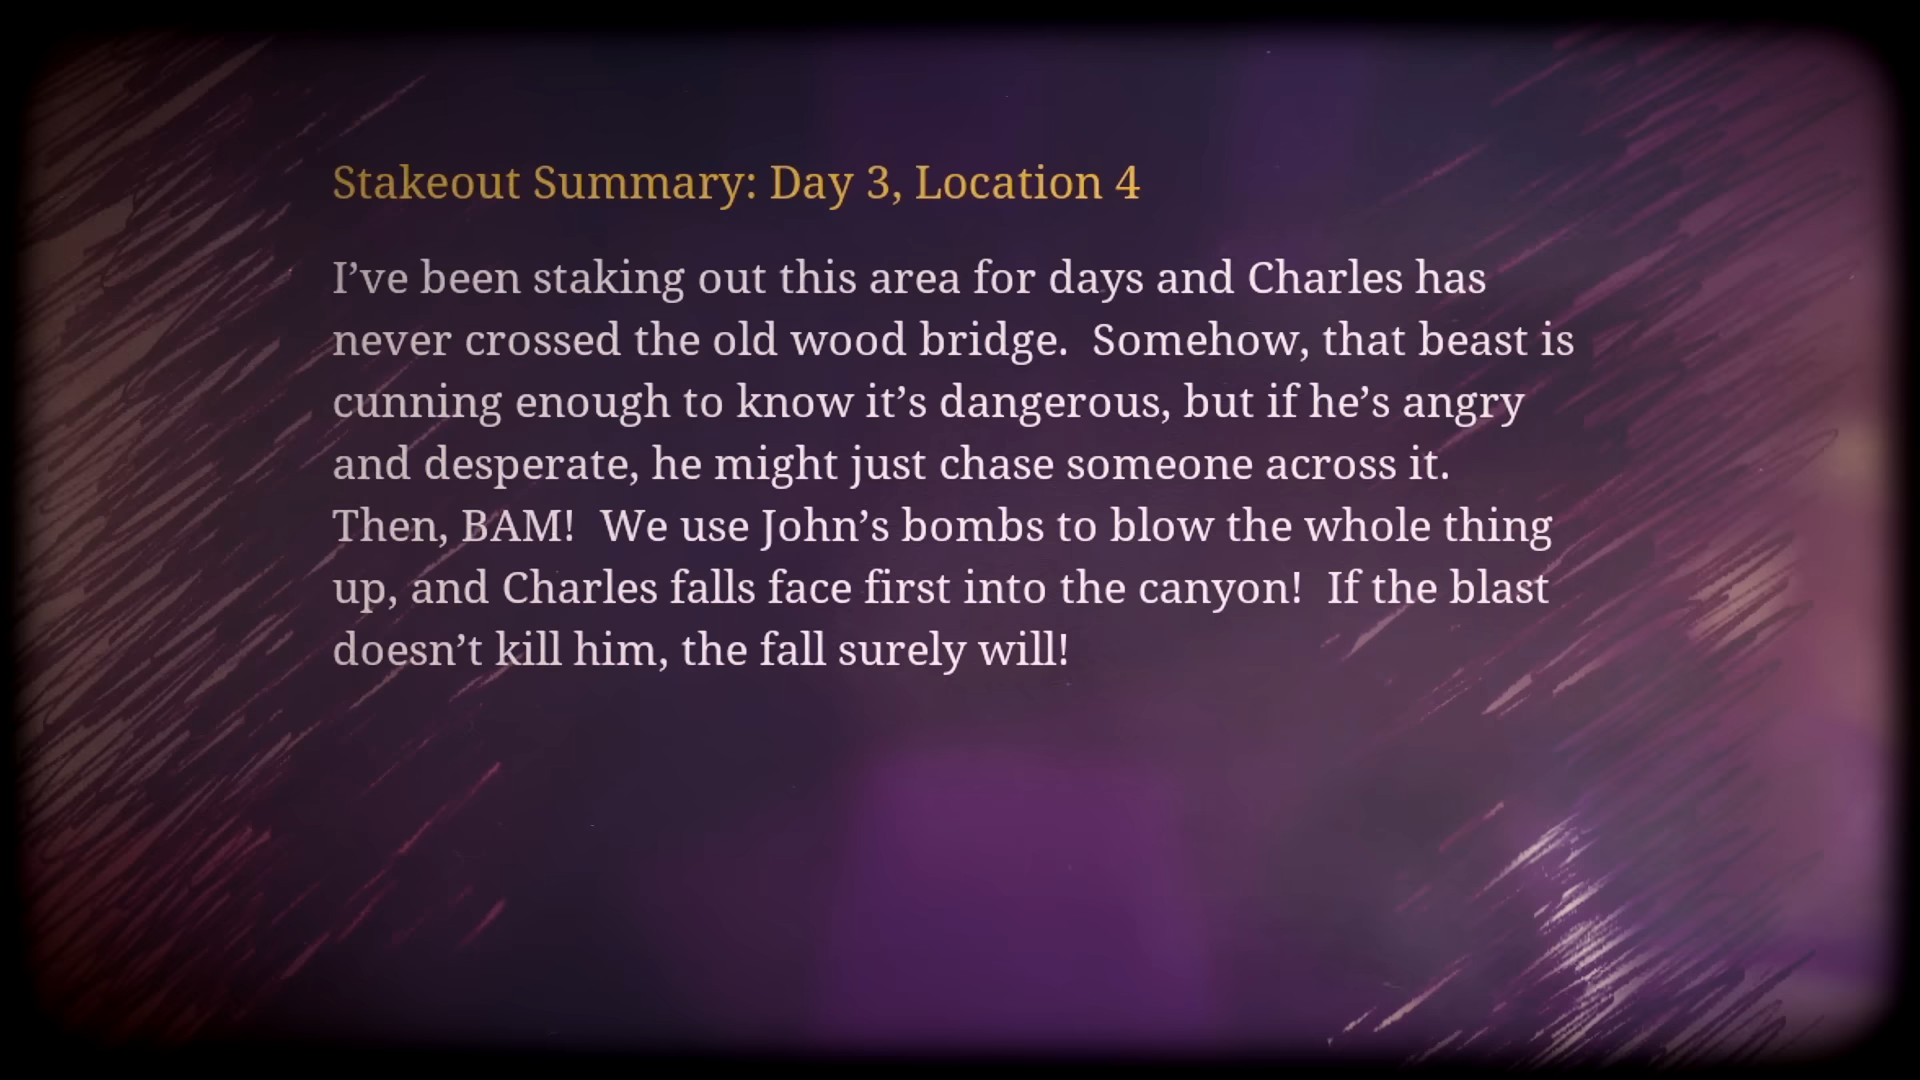 Stakeout Summary: Day 3, Location 4
I’ve been staking out this area for days and Charles has
never crossed the old wood bridge.  Somehow, that beast is
cunning enough to know it’s dangerous, but if he’s angry
and desperate, he might just chase someone across it.
Then, BAM!  We use John’s bombs to blow the whole thing
up, and Charles falls face first into the canyon!  If the blast
doesn’t kill him, the fall surely will!